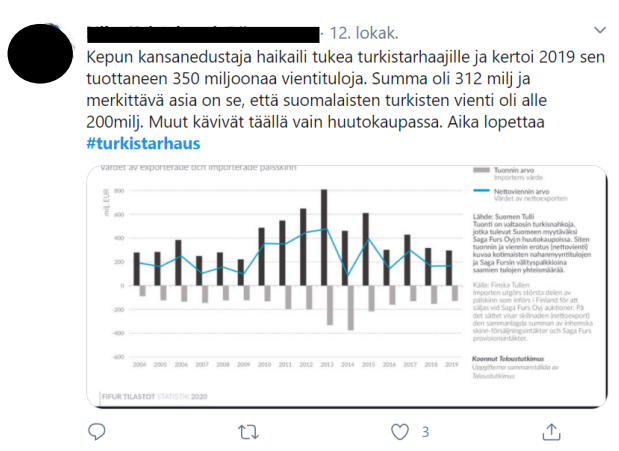 · 12. lokak.
Kepun kansanedustaja haikaili tukea turkistarhaajille ja kertoi 2019 sen
tuottaneen 350 miljoonaa vientituloja. Summa oli 312 milj ja
merkittävä asia on se, että suomalaisten turkisten vienti oli alle
200milj. Muut kävivät täällä vain huutokaupassa. Aika lopettaa
#turkistarhaus
Värdet av exporterade och importerade pälsskinn
milj. EUR
800
600
400
200
0
-200
-400
-600
2004 2005 2006 2007 2008 2009 2010 2011 2012 2013 2014 2015 2016 2017 2018 2019
Tuonnin arvo
Importens värde
Nettoviennin arvo
Värdet av nettoexporten
Lähde: Suomen Tulli
Tuonti on valtaosin turkisnahkoja,
jotka tulevat Suomeen myytäväksi
Saga Furs Oyj:n huutokaupoissa. Siten
tuonnin ja viennin erotus (nettovienti)
kuvaa kotimaisten nahanmyyntitulojen
ja Saga Fursin välityspalkkioina
saamien tulojen yhteismäärää.
Källa: Finska Tullen
Importen utgörs största delen av
pälsskinn som införs i Finland för att
säljas vid Saga Furs Oyj auktioner. På
det sättet visar skillnaden (nettoexport)
den sammanlagda summan av inhemska
skinn-försäljningsintäkter och Saga Furs
provisionsintäkter.
Koonnut Taloustutkimus
Uppgifterna sammanställda av
Taloustutkimus
FIFUR TILASTOT STATISTIK 2020
3